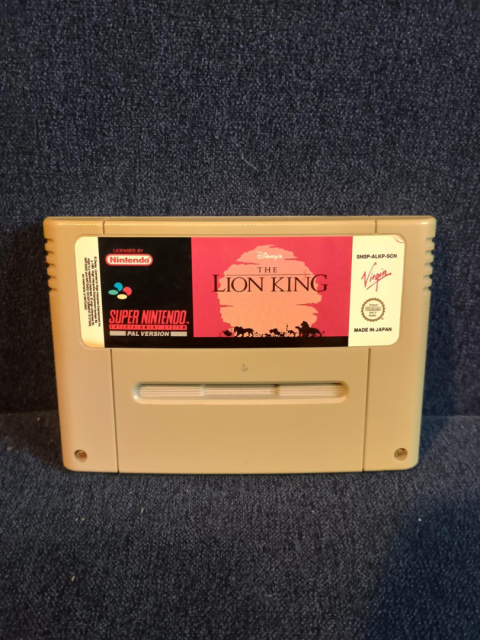 LICENSED BY
Nintendo
SUPER NINTENDO
ENTERTAINMENT SYSTEM
PAL VERSION
Disney's
THE
LION KING
SNSP-ALKP-SCN
Virgin
MADE IN JAPAN